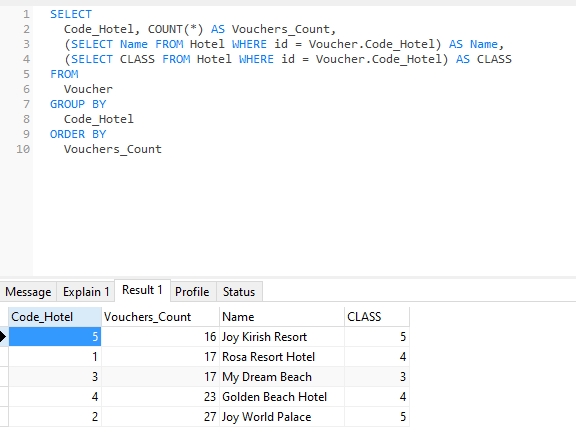 1 SELECT
2 Code_Hotel, COUNT(*) AS Vouchers_Count,
3 (SELECT Name FROM Hotel WHERE id = Voucher.Code_Hotel) AS Name,
4 (SELECT CLASS FROM Hotel WHERE id = Voucher.Code_Hotel) AS CLASS
5 FROM
6 Voucher
7 GROUP BY
8 Code_Hotel
9 ORDER BY
10 Vouchers_Count
Message Explain 1 Result 1 Profile Status
Code_Hotel Vouchers_Count Name CLASS
5 16 Joy Kirish Resort 5
1 17 Rosa Resort Hotel 4
3 17 My Dream Beach 3
4 23 Golden Beach Hotel 4
2 27 Joy World Palace 5